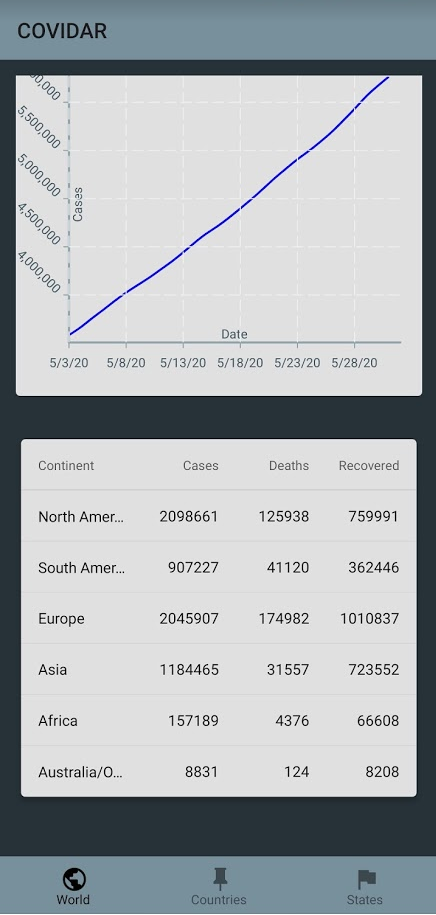 COVIDAR
00,000
5,500,000
5,000,000
4,500,000
4,000,000
Cases
Date
5/3/20 5/8/20 5/13/20 5/18/20 5/23/20 5/28/20
Continent Cases Deaths Recovered
North Amer... 2098661 125938 759991
South Amer... 907227 41120 362446
Europe 2045907 174982 1010837
Asia 1184465 31557 723552
Africa 157189 4376 66608
Australia/O... 8831 124 8208
World Countries States